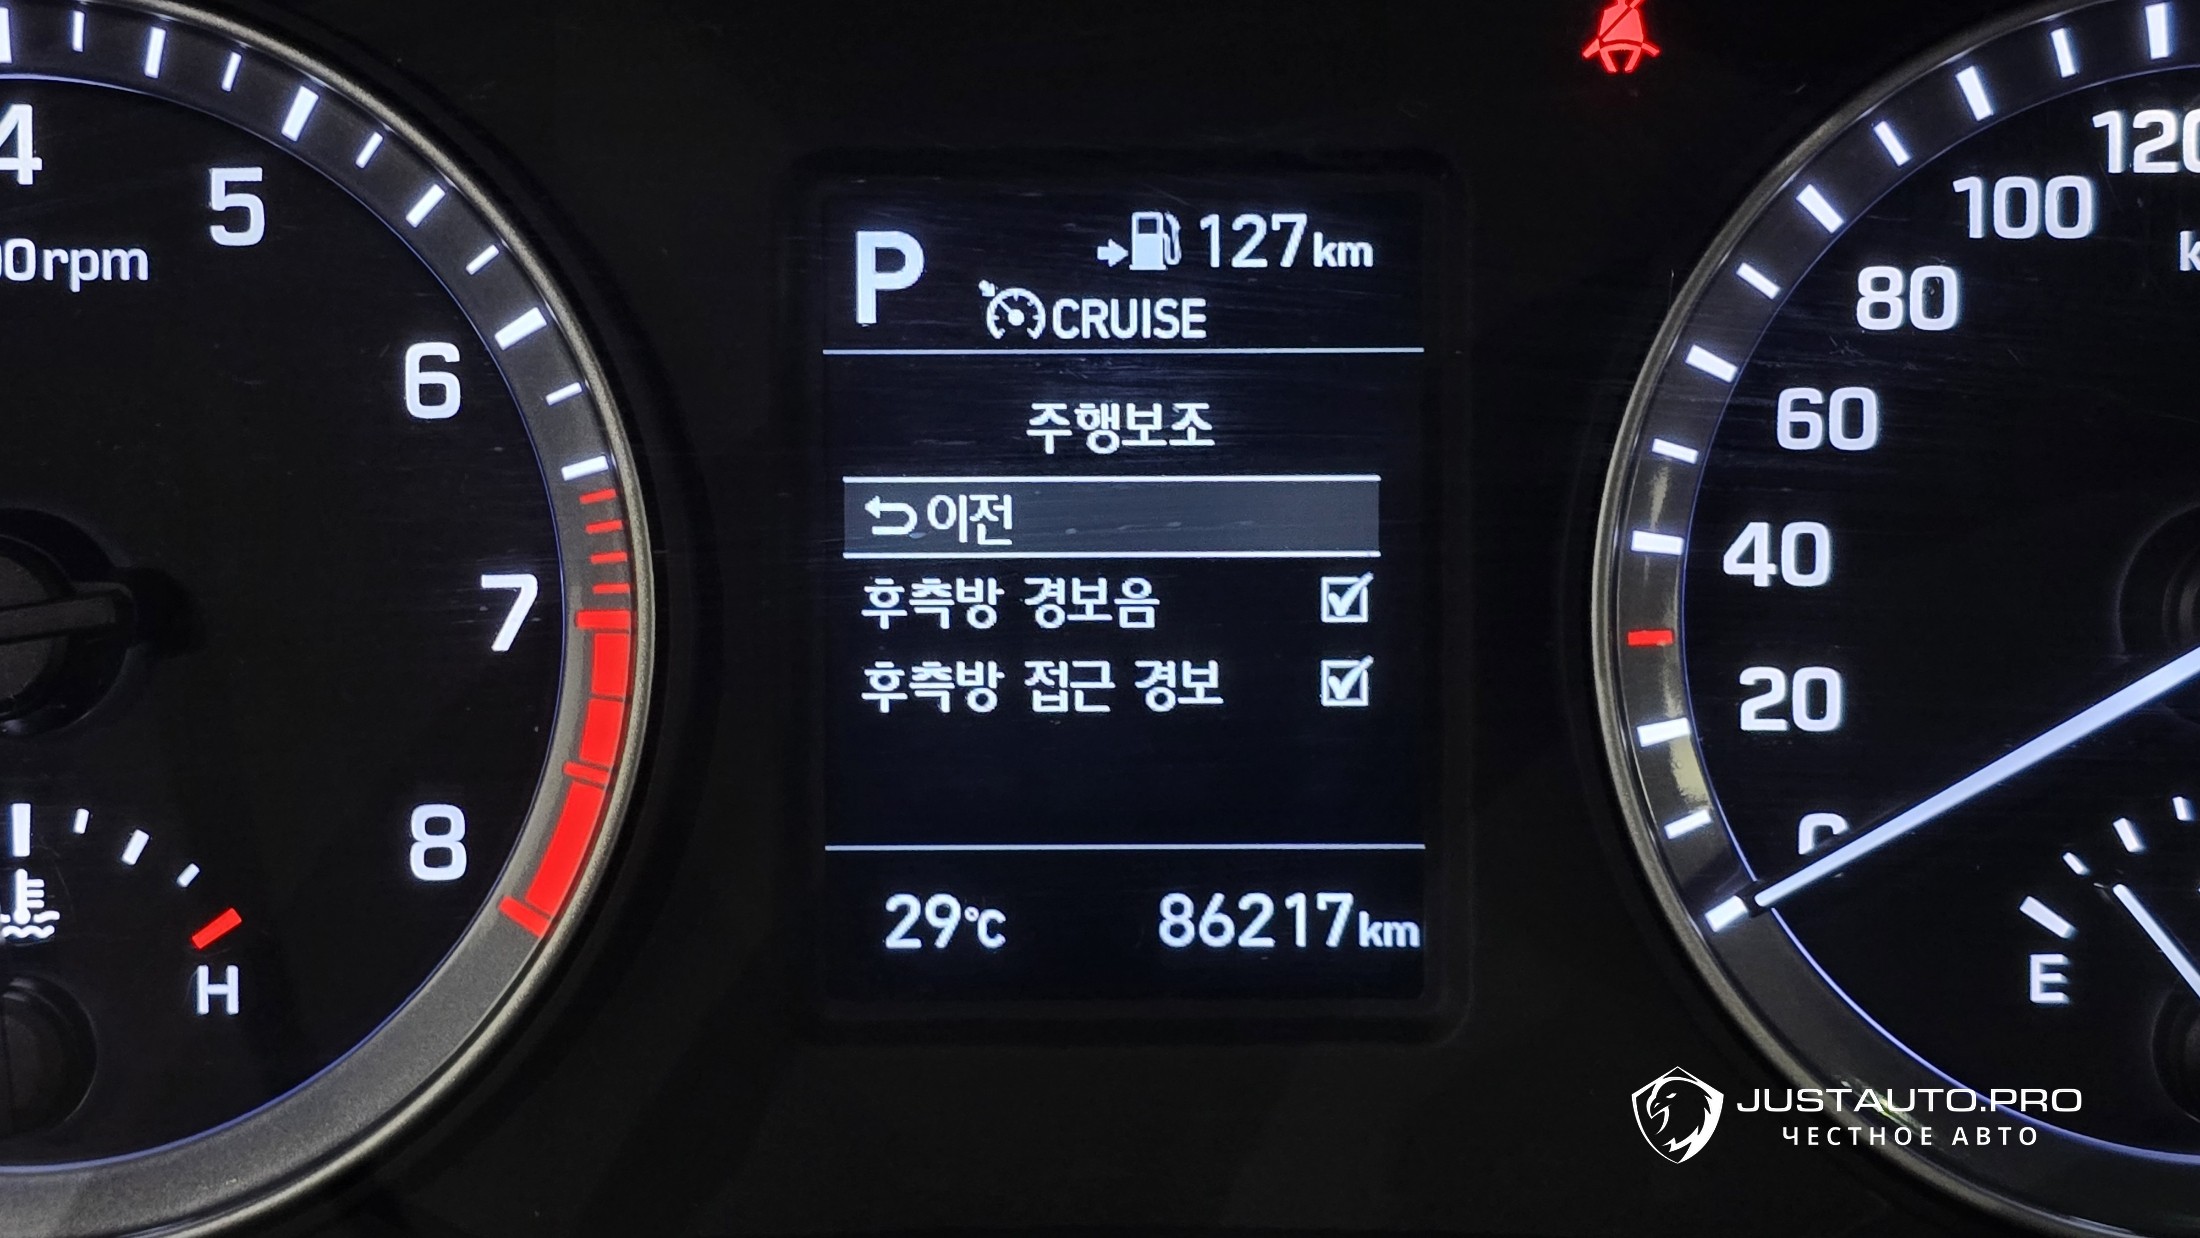 4
5
00rpm
6
7
8
H
P
127km
CRUISE
주행보조
이전
후측방 경보음
후측방 접근 경보
29°C 86217km
120
100
80
60
40
20
0
E
JUSTAUTO.PRO
ЧЕСТНОЕ АВТО